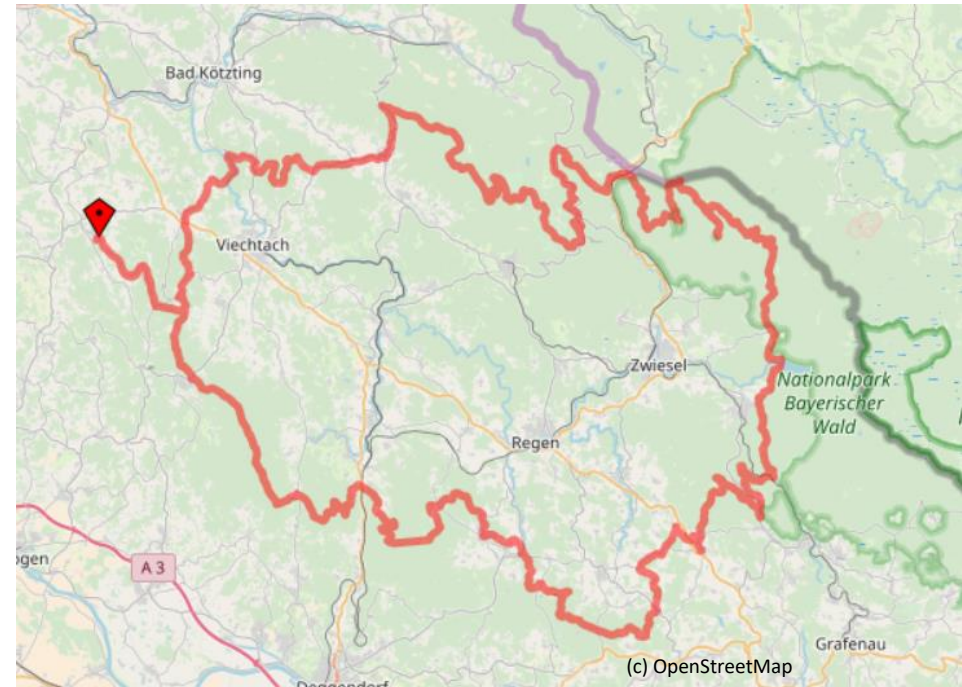 Bad Kötzting
Viechtach
Zwiesel
Nationalpark
Bayerischer
Wald
Regen
ogen
A 3
Grafenau
(c) OpenStreetMap